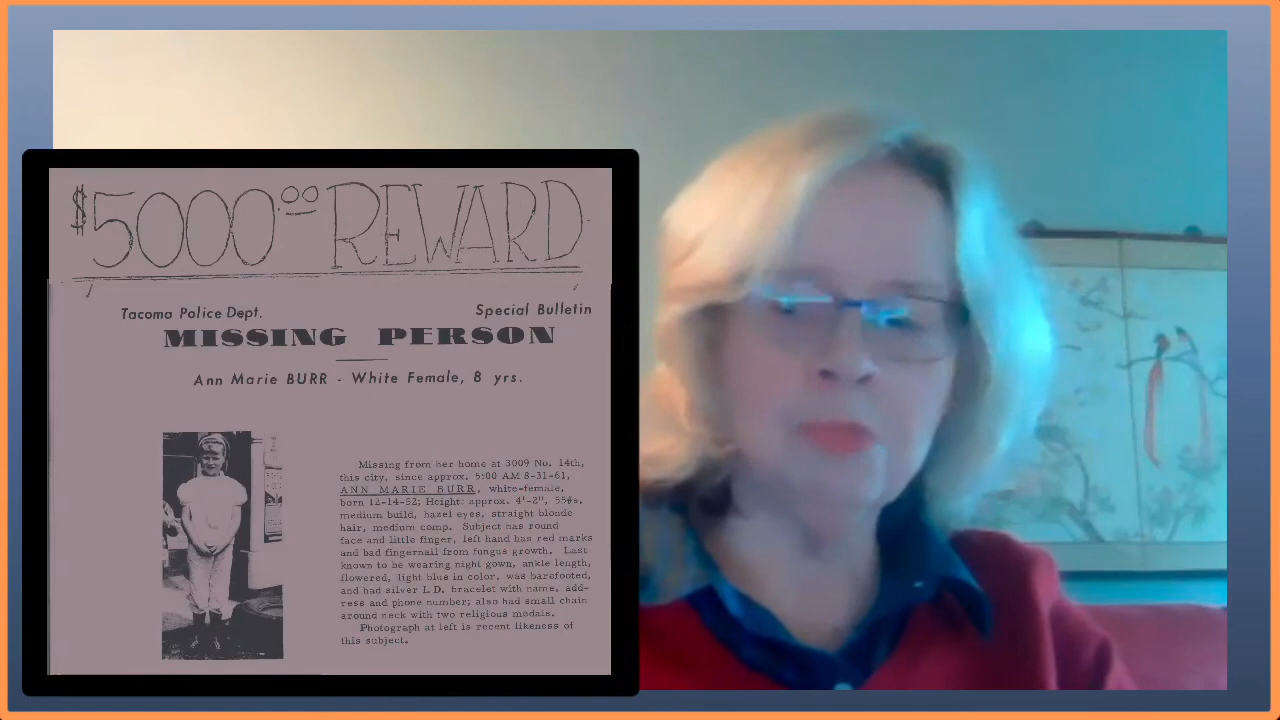 $5000.00 REWARD
Tacoma Police Dept. Special Bulletin
MISSING PERSON
Ann Marie BURR - White Female, 8 yrs.
Missing from her home at 3009 No. 14th,
this city, since approx. 5:00 AM 8-31-61,
ANN MARIE BURR, white-female,
born 12-14-52; Height: approx. 4'-2", 55#s,
medium build, hazel eyes, straight blonde
hair, medium comp. Subject has round
face and little finger, left hand has red marks
and bad fingernail from fungus growth. Last
known to be wearing night gown, ankle length,
flowered, light blue in color, was barefooted,
and had silver I. D. bracelet with name, add-
ress and phone number; also had small chain
around neck with two religious medals.
Photograph at left is recent likeness of
this subject.